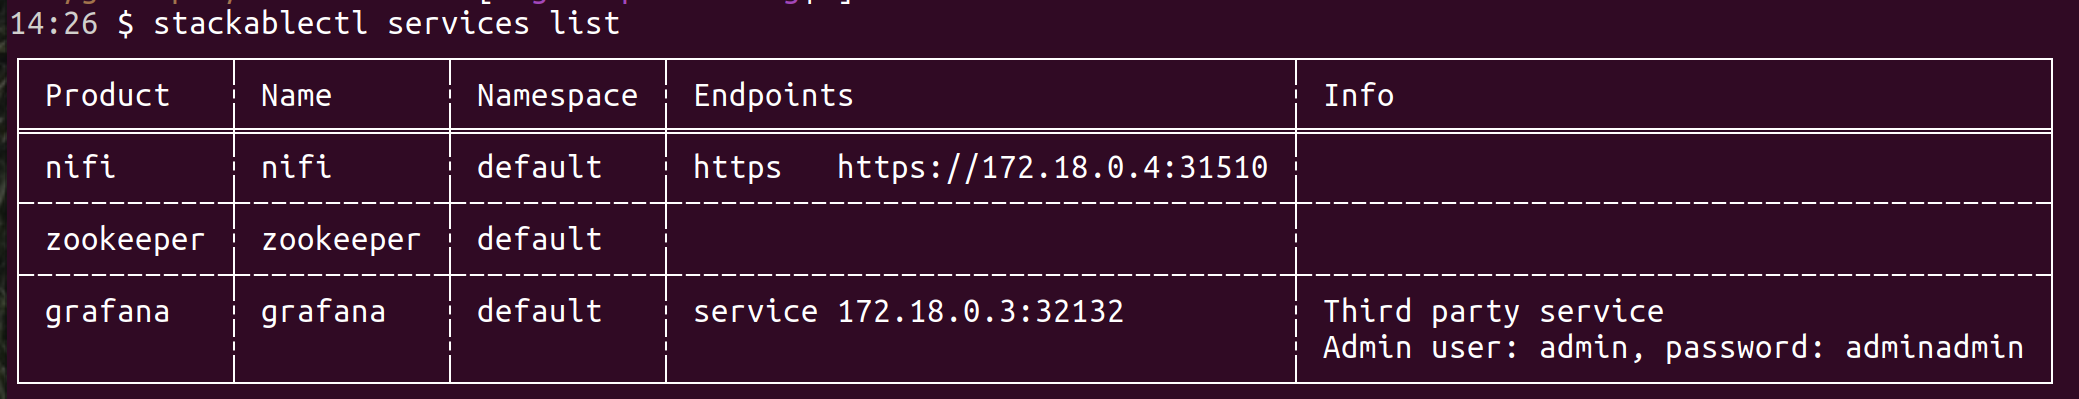 14:26 $ stackablectl services list
Product Name Namespace Endpoints Info
nifi nifi default https https://172.18.0.4:31510
zookeeper zookeeper default
grafana grafana default service 172.18.0.3:32132 Third party service
Admin user: admin, password: adminadmin